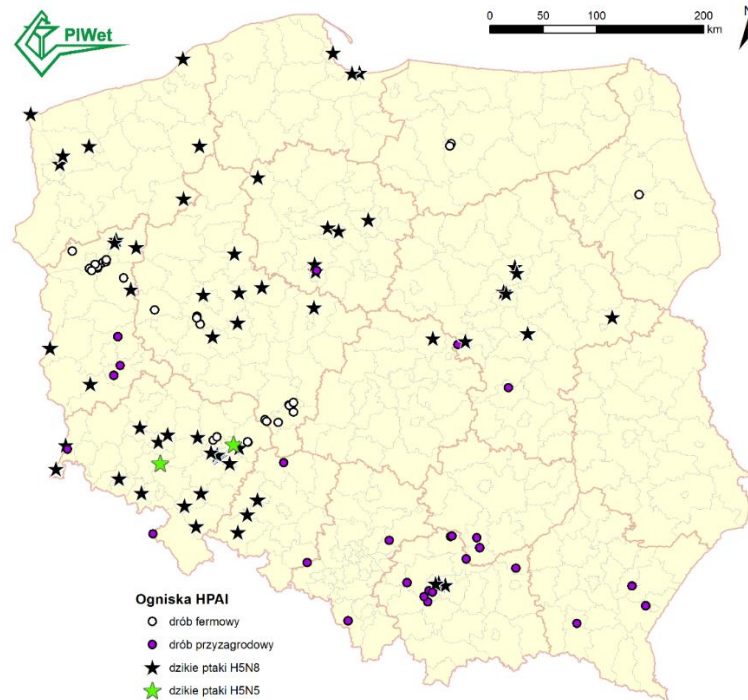 PIWet
0 50 100 200
km
N
Ogniska HPAI
drób fermowy
drób przyzagrodowy
dzikie ptaki H5N8
dzikie ptaki H5N5